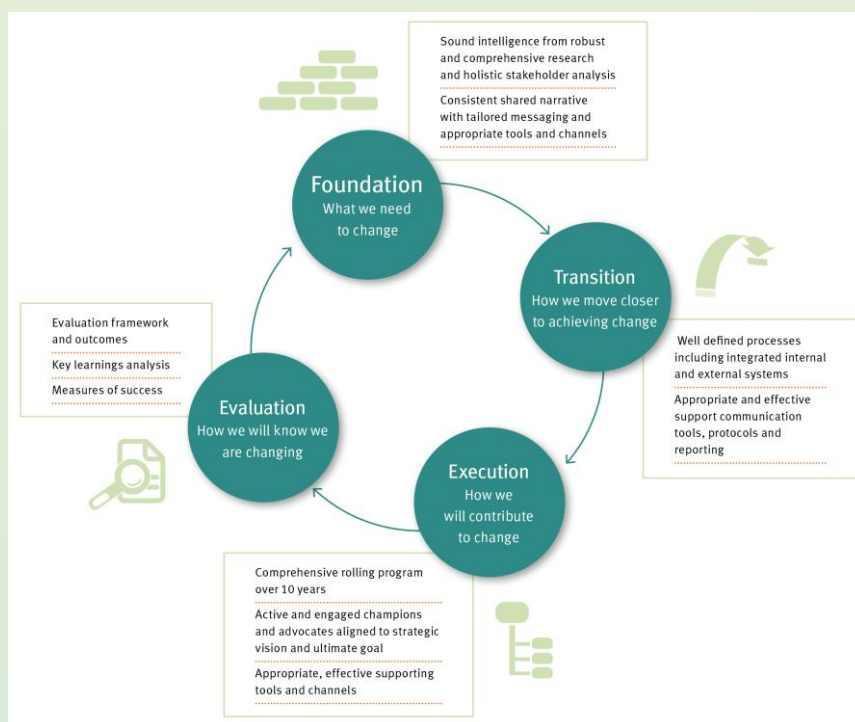 Sound intelligence from robust
and comprehensive research
and holistic stakeholder analysis
Consistent shared narrative
with tailored messaging and
appropriate tools and channels
Foundation
What we need
to change
Transition
How we move closer
to achieving change
Well defined processes
including integrated internal
and external systems
Appropriate and effective
support communication
tools, protocols and
reporting
Execution
How we
will contribute
to change
Comprehensive rolling program
over 10 years
Active and engaged champions
and advocates aligned to strategic
vision and ultimate goal
Appropriate, effective supporting
tools and channels
Evaluation
How we will know we
are changing
Evaluation framework
and outcomes
Key learnings analysis
Measures of success